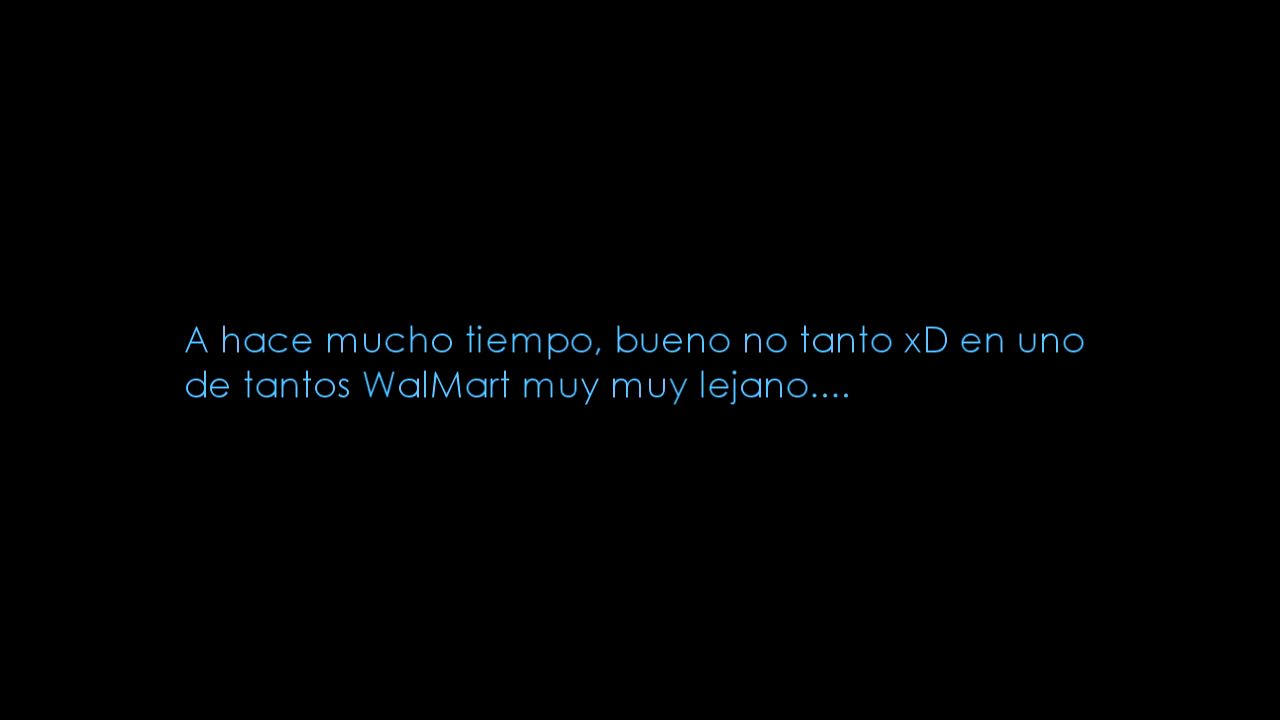 A hace mucho tiempo, bueno no tanto xD en uno
de tantos WalMart muy muy lejano....